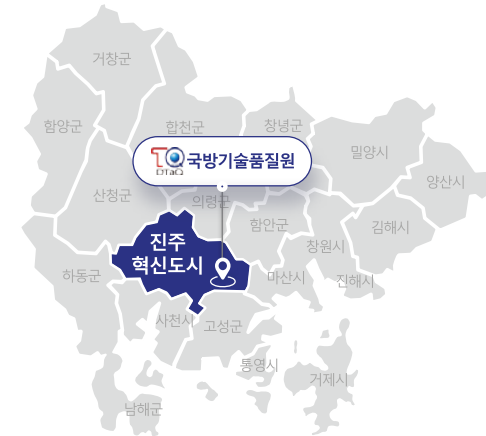 거창군
함양군
합천군
창녕군
밀양시
DTaQ 국방기술품질원
양산시
산청군
의령군
함안군
김해시
진주
혁신도시
창원시
하동군
마산시
진해시
사천시
고성군
통영시
거제시
남해군